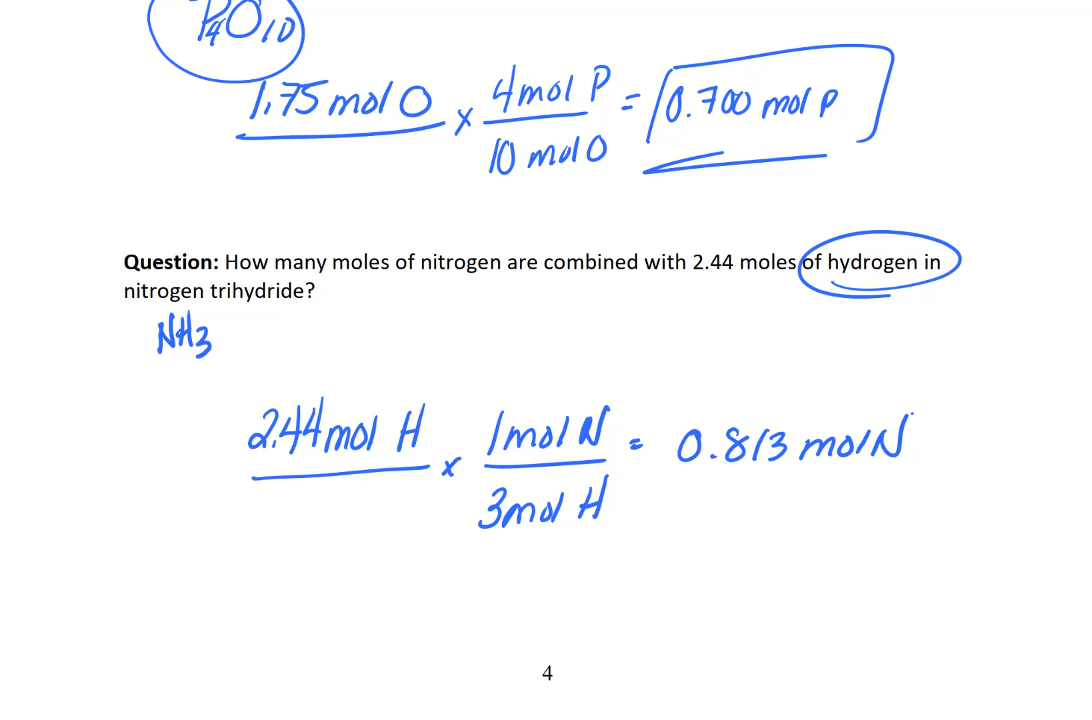 P4O10
1.75 mol O x 4 mol P / 10 mol O = 0.700 mol P
Question: How many moles of nitrogen are combined with 2.44 moles of hydrogen in
nitrogen trihydride?
NH3
2.44 mol H x 1 mol N / 3 mol H = 0.813 mol N
4